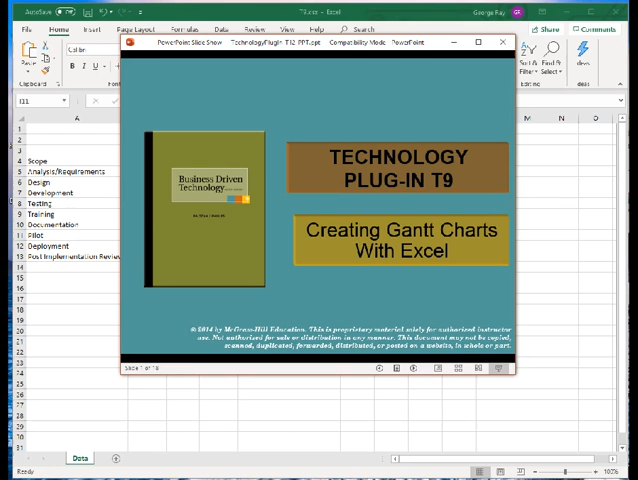 AutoSave Off T9.xlsx - Excel George Ray GR
File Home Insert Page Layout Formulas Data Review View Help Search Share Comments
Paste
Calibri
B I U
Sort &
Filter
Find &
Select
Ideas
Clipboard
Editing
Ideas
I11
A M N O
PowerPoint Slide Show - TechnologyPlugIn T12 PPT.ppt - Compatibility Mode - PowerPoint
1
2
3
4 Scope
5 Analysis/Requirements
6 Design
7 Development
8 Testing
9 Training
10 Documentation
11 Pilot
12 Deployment
13 Post Implementation Review
14
15
16
17
18
19
20
21
22
23
24
25
26
27
28
29
30
31
Business Driven
Technology
TECHNOLOGY
PLUG-IN T9
Creating Gantt Charts
With Excel
© 2014 by McGraw-Hill Education. This is proprietary material solely for authorized instructor
use. Not authorized for sale or distribution in any manner. This document may not be copied,
scanned, duplicated, forwarded, distributed, or posted on a website, in whole or part.
Slide 1 of 18
Data
Ready
100%